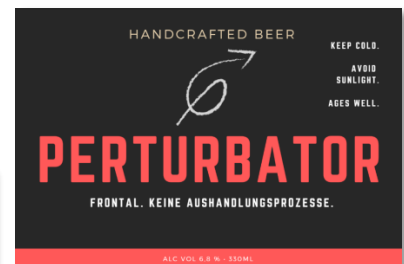 HANDCRAFTED BEER
KEEP COLD.
AVOID
SUNLIGHT.
AGES WELL.
PERTURBATOR
FRONTAL. KEINE AUSHANDLUNGSPROZESSE.
ALC VOL 6,8 % - 330ML